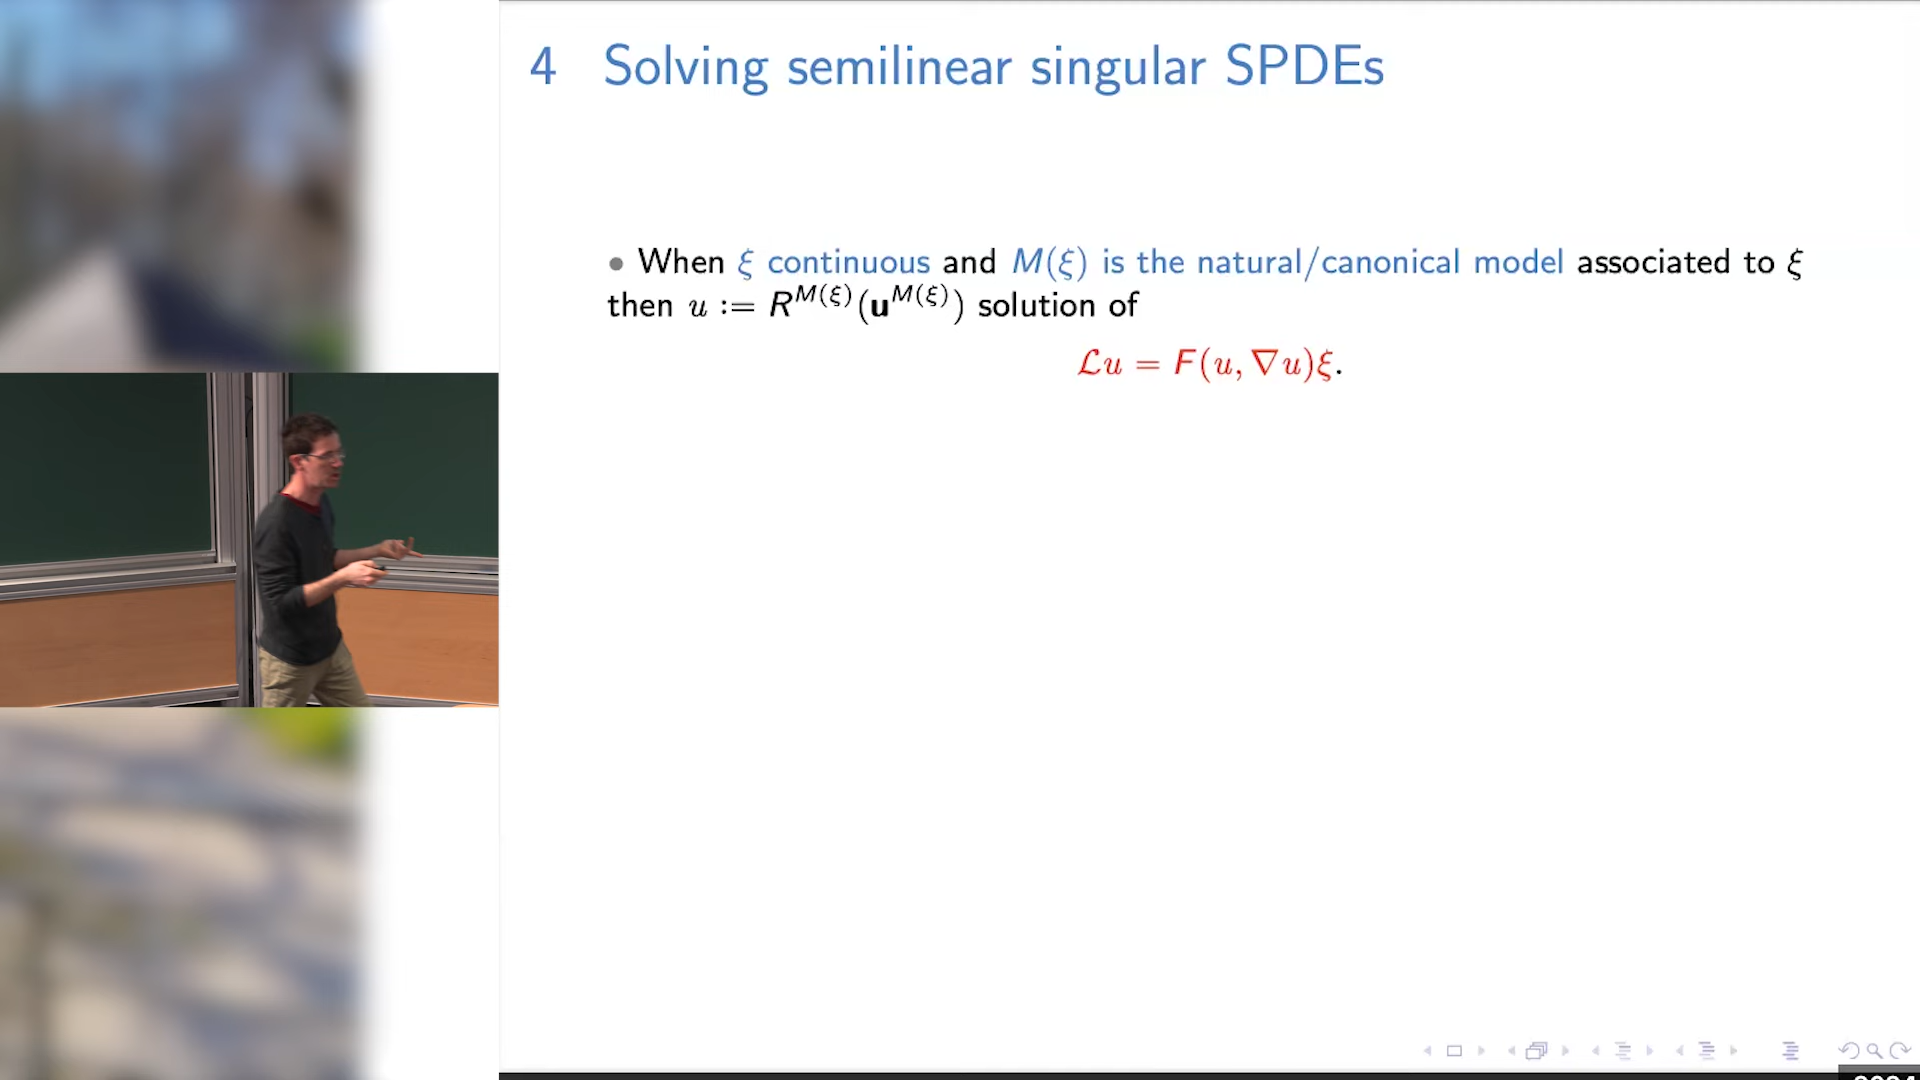 4 Solving semilinear singular SPDEs
• When ξ continuous and M(ξ) is the natural/canonical model associated to ξ
then u := R^{M(ξ)}(𝐮^{M(ξ)}) solution of
ℒu = F(u, ∇u)ξ.